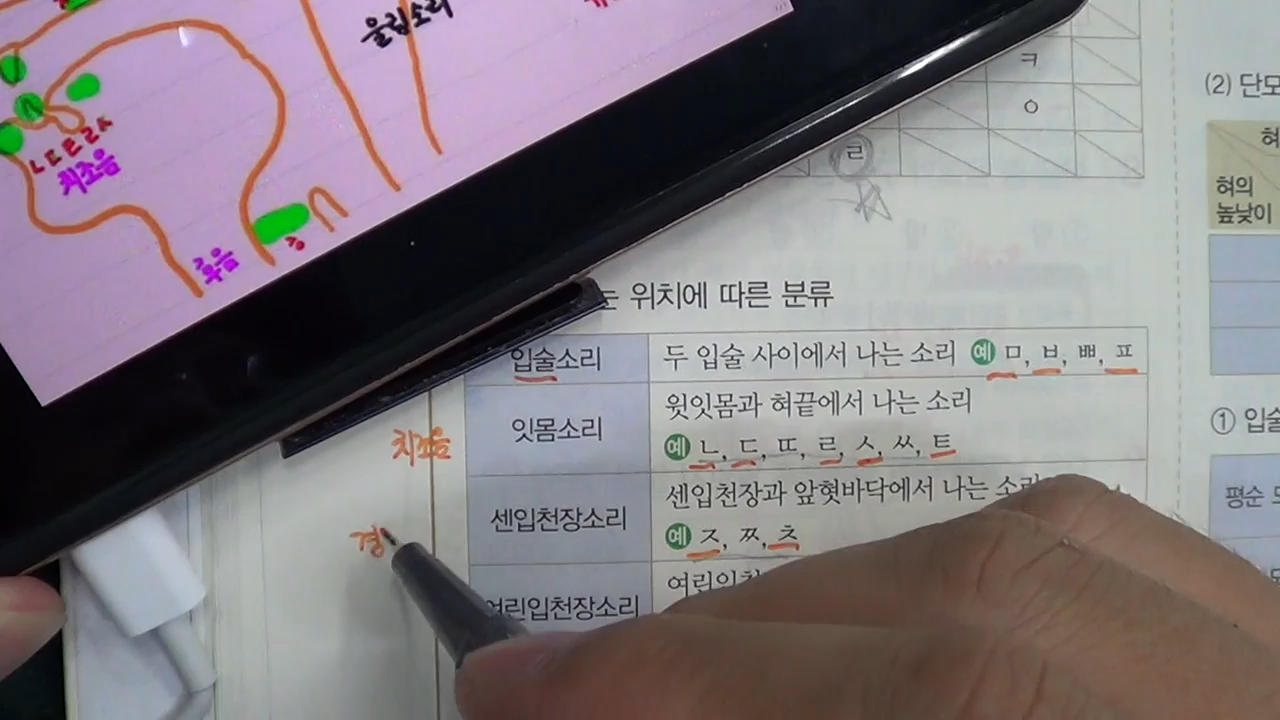 울림소리
ㄴㄷㅌㄹㅅ
치조음
후음
ㅎ
ㅋ
ㅇ
ㄹ
(2) 단모
혀
혀의
높낮이
는 위치에 따른 분류
입술소리 두 입술 사이에서 나는 소리 예 ㅁ, ㅂ, ㅃ, ㅍ
잇몸소리 윗잇몸과 혀끝에서 나는 소리
예 ㄴ, ㄷ, ㄸ, ㄹ, ㅅ, ㅆ, ㅌ
치조음
센입천장소리 센입천장과 앞혓바닥에서 나는 소리
예 ㅈ, ㅉ, ㅊ
경
여린입천장소리 여린입천
① 입술
평순 모